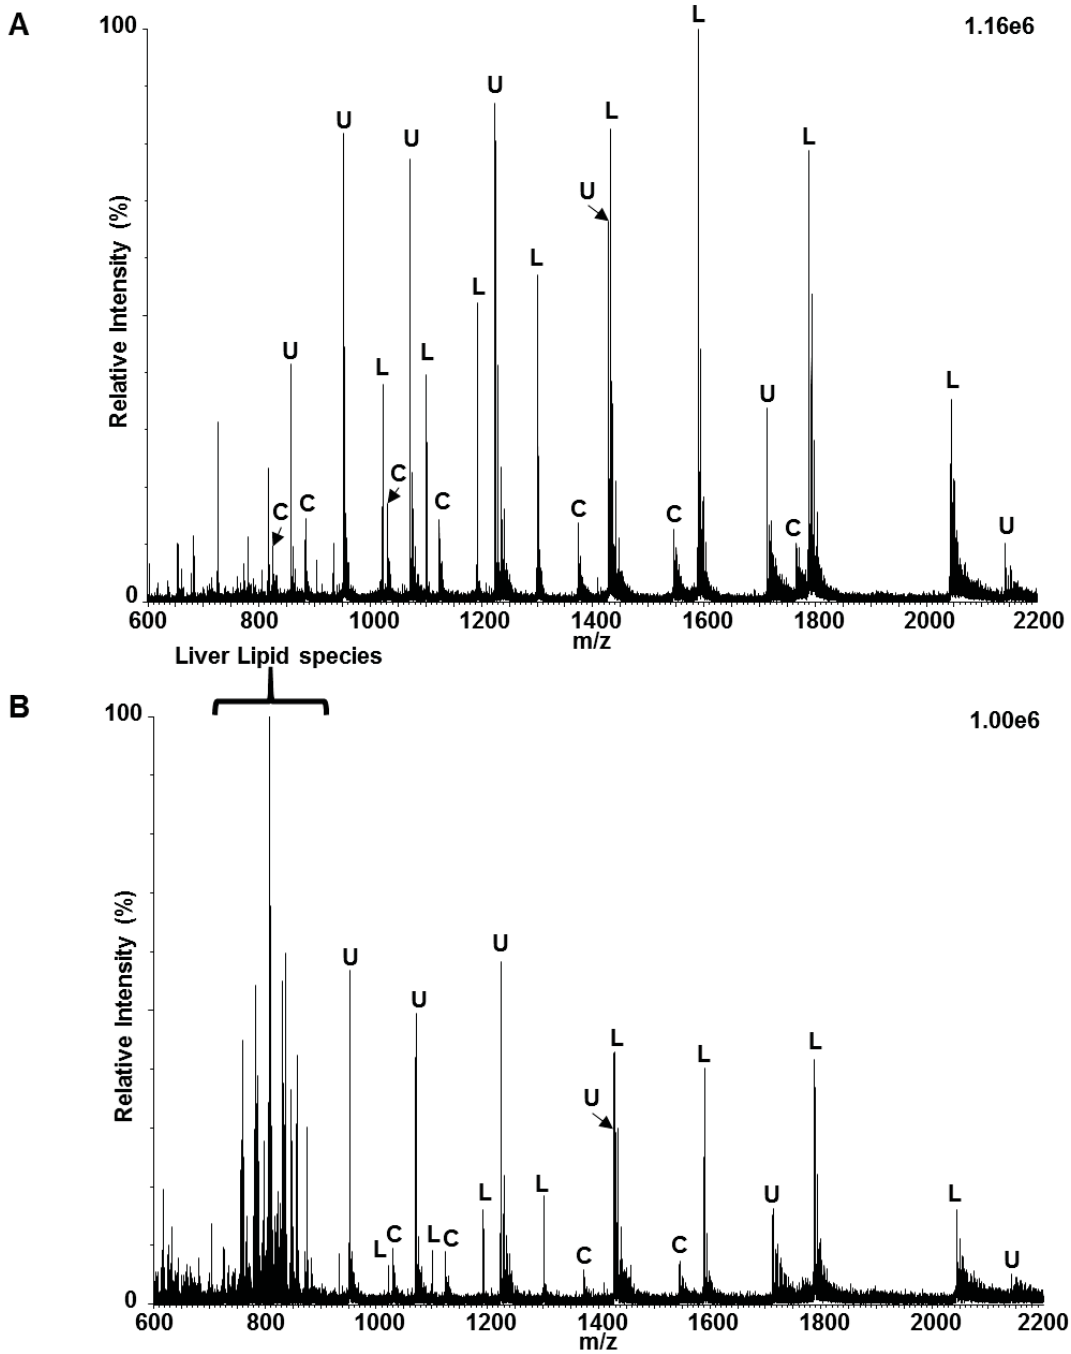 A
100
1.16e6
L
U
L
U
U
L
U
L
L
U
L
L
L
U
C
C
C
C
C
C
C
U
Relative Intensity (%)
0
600 800 1000 1200 1400 1600 1800 2000 2200
m/z
Liver Lipid species
B
100
1.00e6
U
U
U
L
L
L
U
L
L
U
L
C
L
C
L
C
C
U
Relative Intensity (%)
0
600 800 1000 1200 1400 1600 1800 2000 2200
m/z